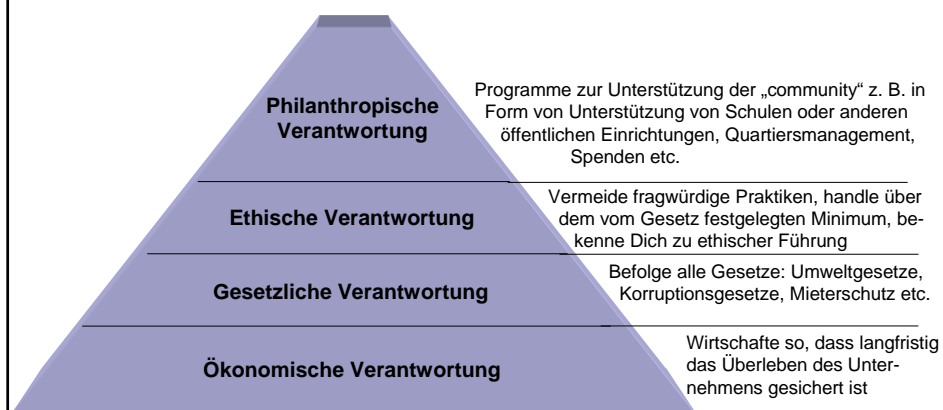 Philanthropische
Verantwortung
Programme zur Unterstützung der „community“ z. B. in
Form von Unterstützung von Schulen oder anderen
öffentlichen Einrichtungen, Quartiersmanagement,
Spenden etc.
Ethische Verantwortung
Vermeide fragwürdige Praktiken, handle über
dem vom Gesetz festgelegten Minimum, be-
kenne Dich zu ethischer Führung
Gesetzliche Verantwortung
Befolge alle Gesetze: Umweltgesetze,
Korruptionsgesetze, Mieterschutz etc.
Ökonomische Verantwortung
Wirtschafte so, dass langfristig
das Überleben des Unter-
nehmens gesichert ist